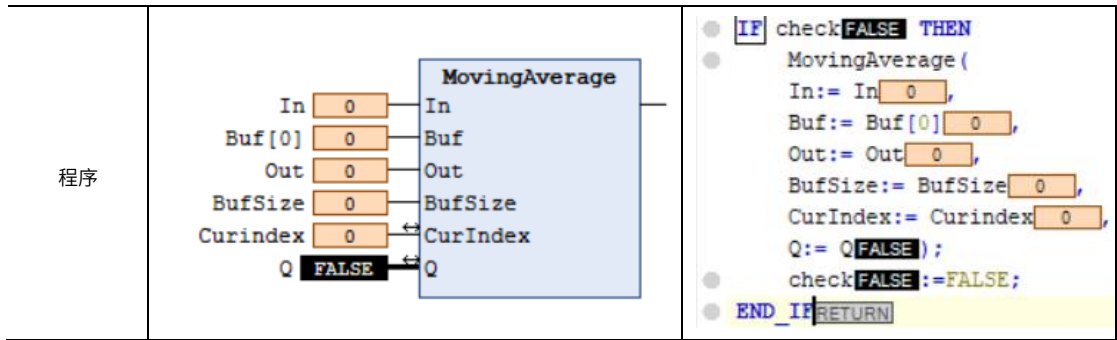 程序
MovingAverage
In 0 In
Buf[0] 0 Buf
Out 0 Out
BufSize 0 BufSize
Curindex 0 CurIndex
Q FALSE Q
IF check FALSE THEN
MovingAverage(
In:= In 0 ,
Buf:= Buf[0] 0 ,
Out:= Out 0 ,
BufSize:= BufSize 0 ,
CurIndex:= Curindex 0 ,
Q:= Q FALSE );
check FALSE :=FALSE;
END_IF RETURN